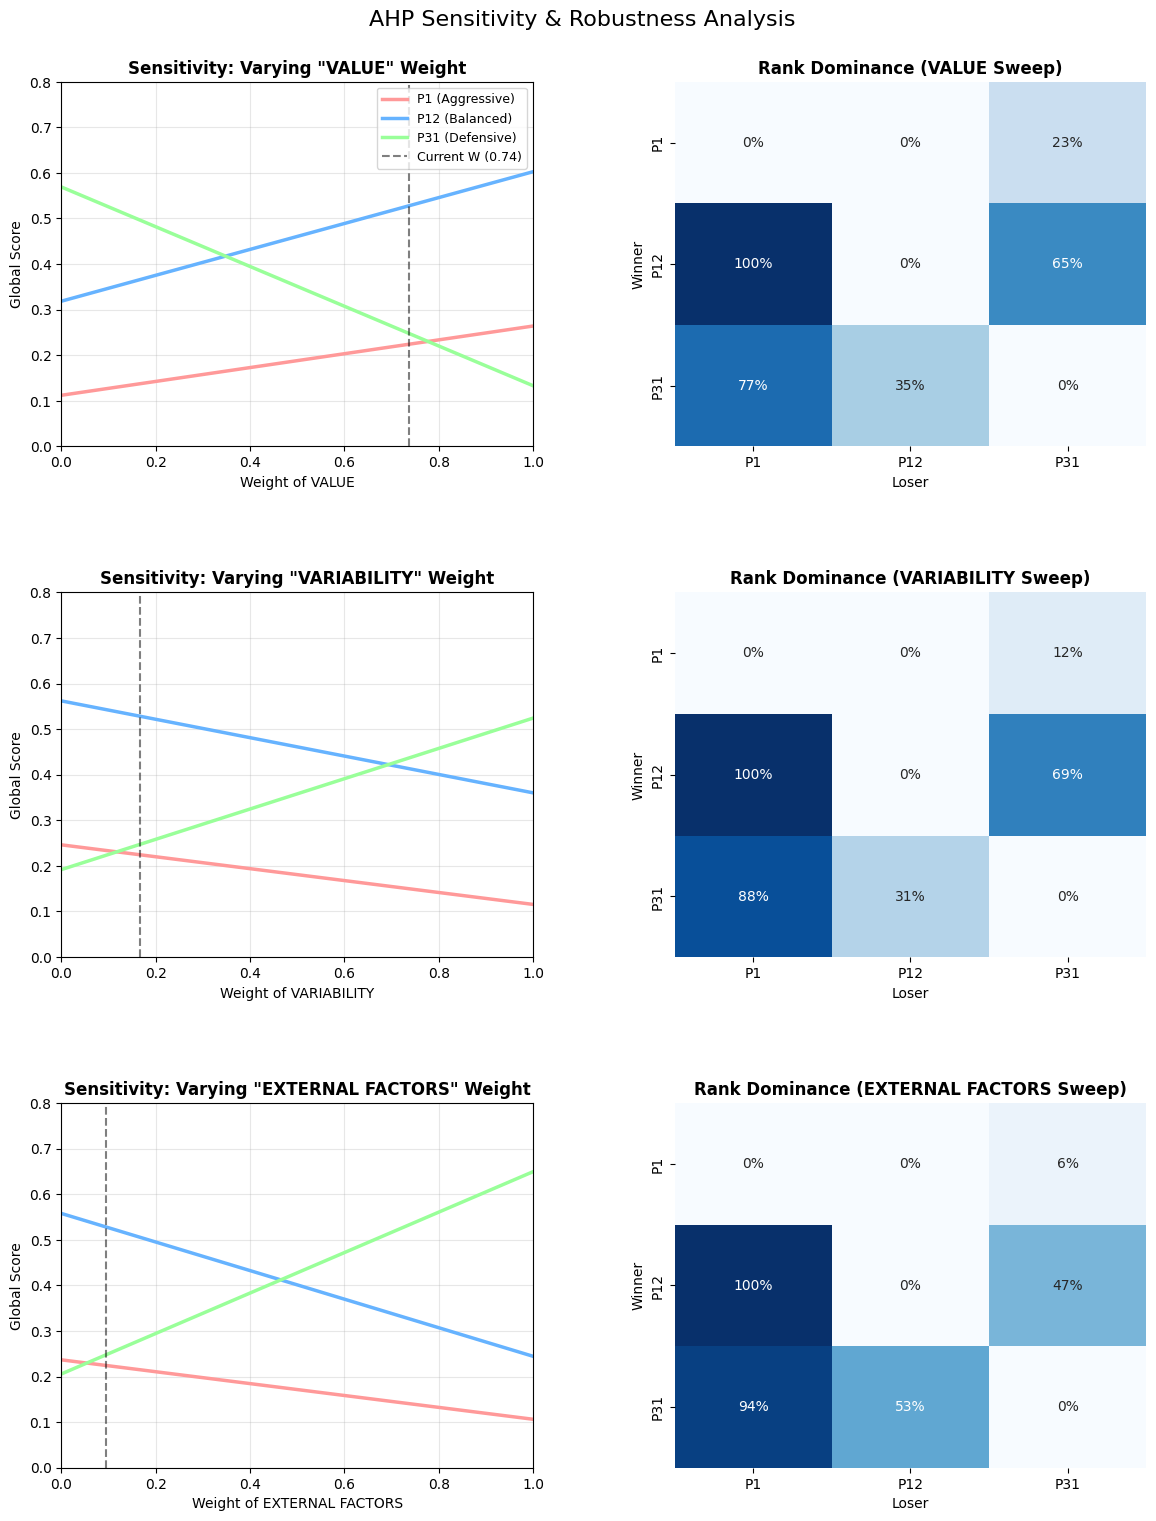 AHP Sensitivity & Robustness Analysis
Sensitivity: Varying "VALUE" Weight
0.8
0.7
0.6
0.5
0.4
0.3
0.2
0.1
0.0
Global Score
P1 (Aggressive)
P12 (Balanced)
P31 (Defensive)
Current W (0.74)
0.0 0.2 0.4 0.6 0.8 1.0
Weight of VALUE
Rank Dominance (VALUE Sweep)
Winner
P1 0% 0% 23%
P12 100% 0% 65%
P31 77% 35% 0%
P1 P12 P31
Loser
Sensitivity: Varying "VARIABILITY" Weight
0.8
0.7
0.6
0.5
0.4
0.3
0.2
0.1
0.0
Global Score
0.0 0.2 0.4 0.6 0.8 1.0
Weight of VARIABILITY
Rank Dominance (VARIABILITY Sweep)
Winner
P1 0% 0% 12%
P12 100% 0% 69%
P31 88% 31% 0%
P1 P12 P31
Loser
Sensitivity: Varying "EXTERNAL FACTORS" Weight
0.8
0.7
0.6
0.5
0.4
0.3
0.2
0.1
0.0
Global Score
0.0 0.2 0.4 0.6 0.8 1.0
Weight of EXTERNAL FACTORS
Rank Dominance (EXTERNAL FACTORS Sweep)
Winner
P1 0% 0% 6%
P12 100% 0% 47%
P31 94% 53% 0%
P1 P12 P31
Loser